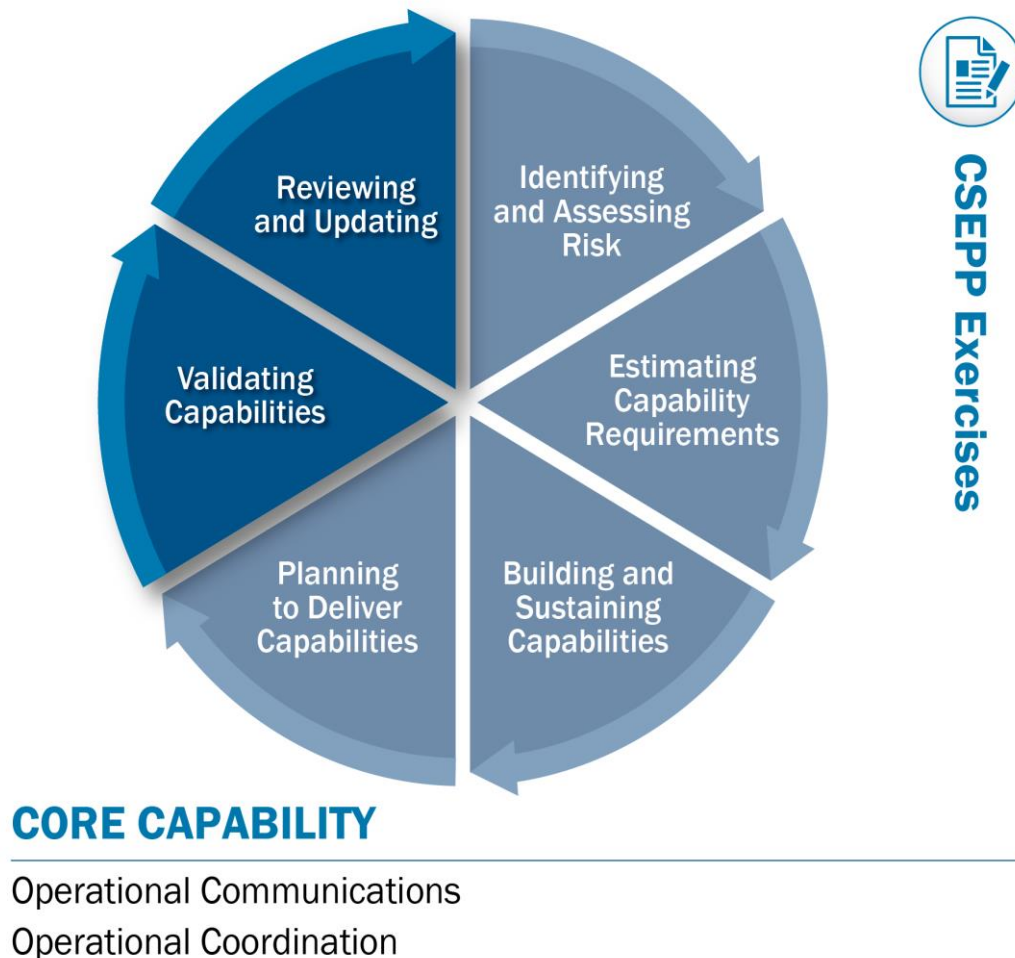 Reviewing
and Updating
Identifying
and Assessing
Risk
Estimating
Capability
Requirements
Building and
Sustaining
Capabilities
Planning
to Deliver
Capabilities
Validating
Capabilities
CSEPP Exercises
CORE CAPABILITY
Operational Communications
Operational Coordination